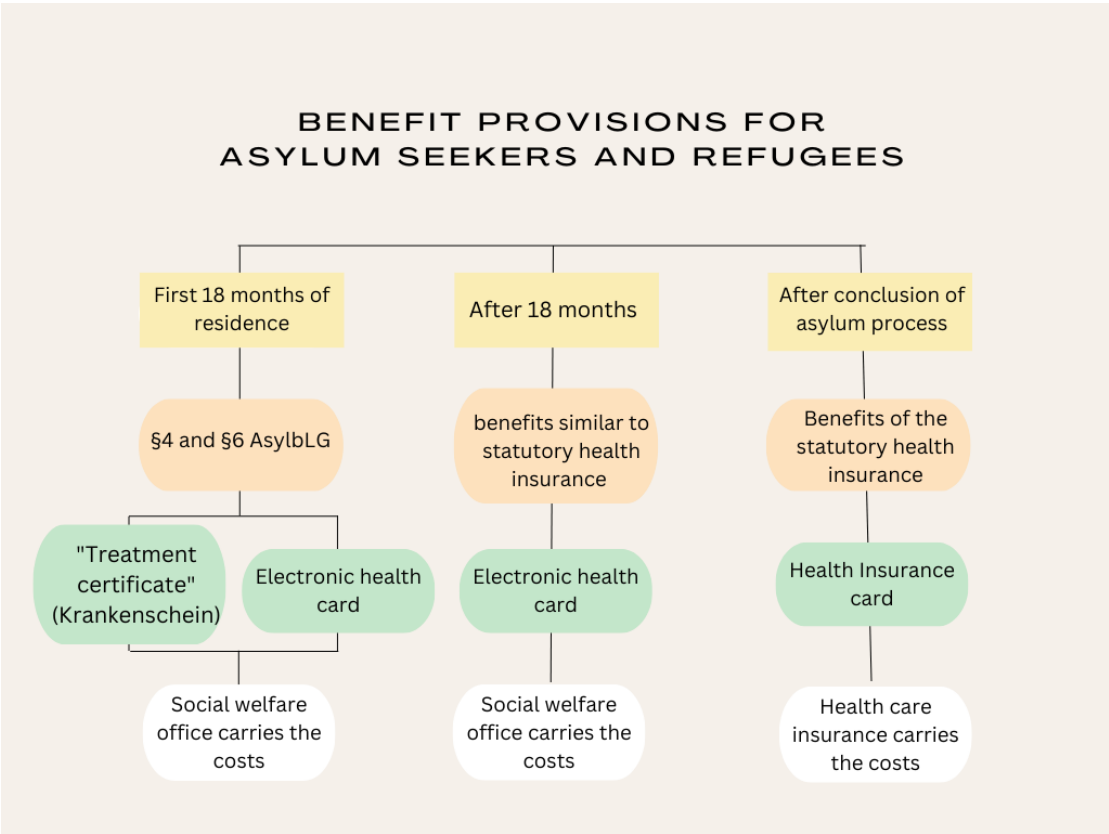 BENEFIT PROVISIONS FOR
ASYLUM SEEKERS AND REFUGEES
First 18 months of
residence
§4 and §6 AsylbLG
"Treatment
certificate"
(Krankenschein)
Electronic health
card
Social welfare
office carries the
costs
After 18 months
benefits similar to
statutory health
insurance
Electronic health
card
Social welfare
office carries the
costs
After conclusion of
asylum process
Benefits of the
statutory health
insurance
Health Insurance
card
Health care
insurance carries
the costs